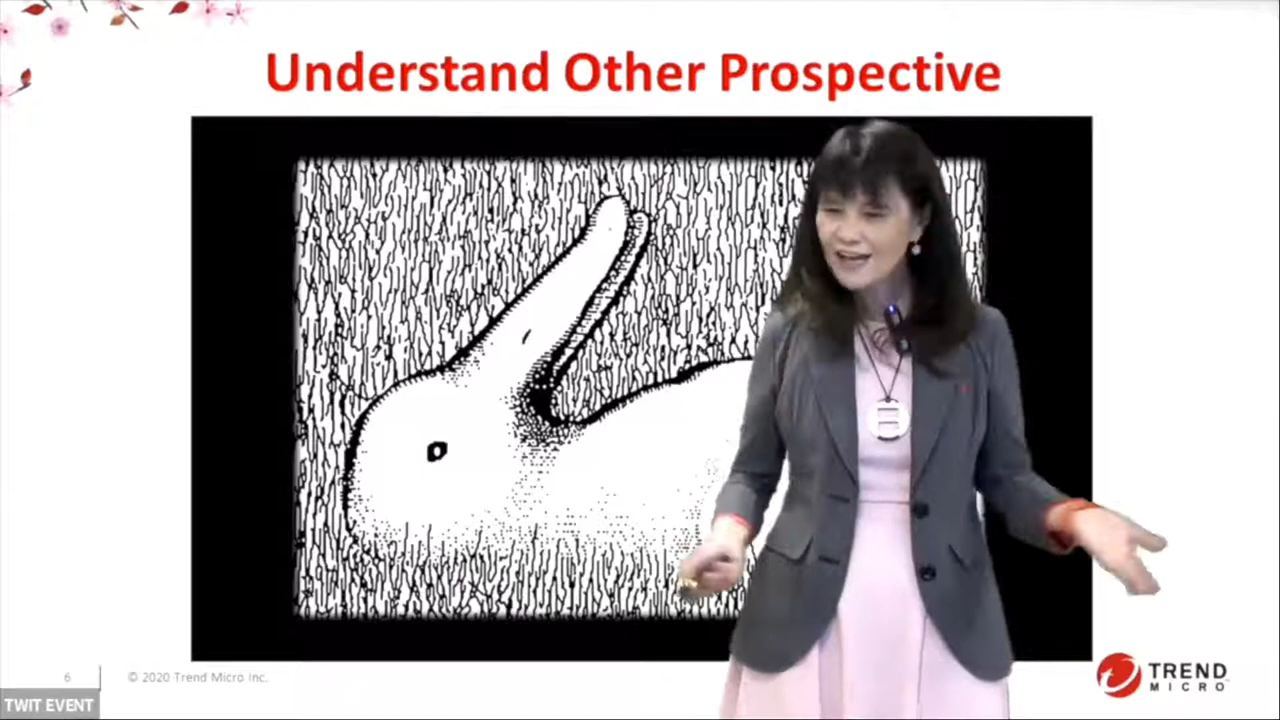 Understand Other Prospective
6
© 2020 Trend Micro Inc.
TREND
MICRO
TWIT EVENT